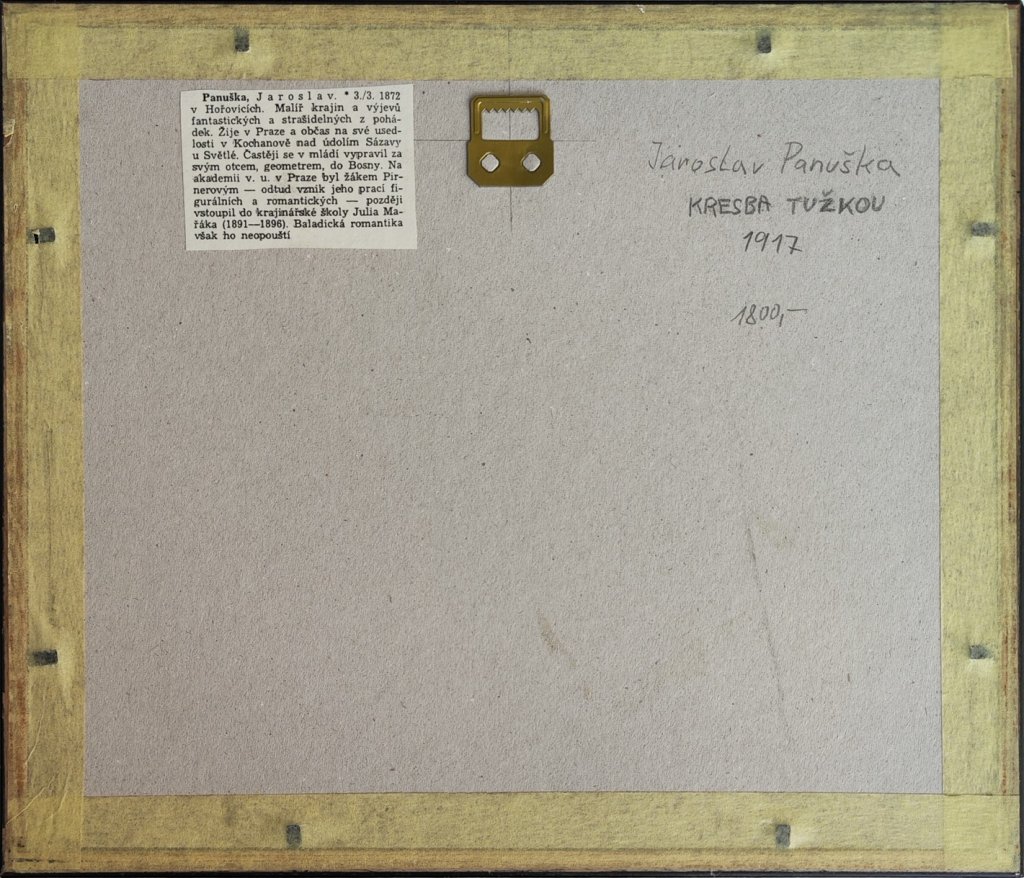 Panuška, Jaroslav. * 3./3. 1872
v Hořovicích. Malíř krajin a výjevů
fantastických a strašidelných z pohá-
dek. Žije v Praze a občas na své used-
losti v Kochanově nad údolím Sázavy
u Světlé. Častěji se v mládí vypravil za
svým otcem, geometrem, do Bosny. Na
akademii v. u. v Praze byl žákem Pir-
nerovým — odtud vznik jeho prací fi-
gurálních a romantických — později
vstoupil do krajinářské školy Julia Ma-
řáka (1891—1896). Baladická romantika
však ho neopouští
Jaroslav Panuška
KRESBA TUŽKOU
1917
1800,-